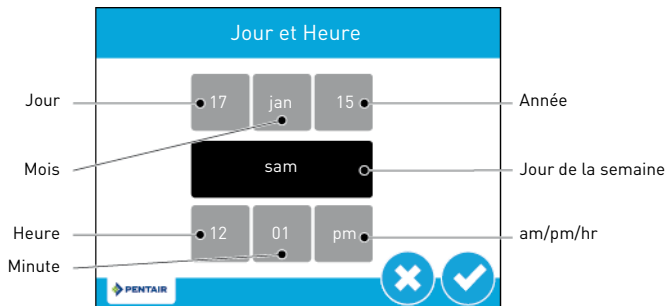 Jour et Heure
Jour
17
jan
15
Année
Mois
sam
Jour de la semaine
Heure
12
01
pm
am/pm/hr
Minute
PENTAIR